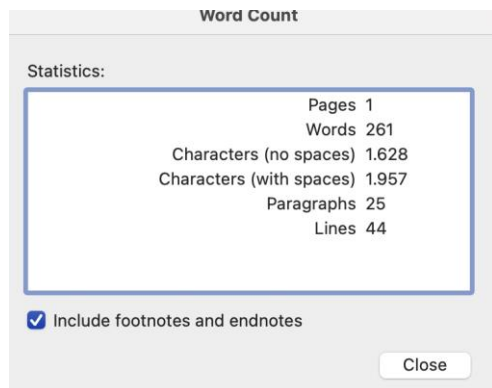 Word Count
Statistics:
Pages 1
Words 261
Characters (no spaces) 1.628
Characters (with spaces) 1.957
Paragraphs 25
Lines 44
Include footnotes and endnotes
Close